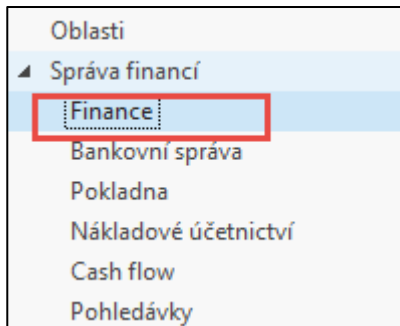 Oblasti
Správa financí
Finance
Bankovní správa
Pokladna
Nákladové účetnictví
Cash flow
Pohledávky